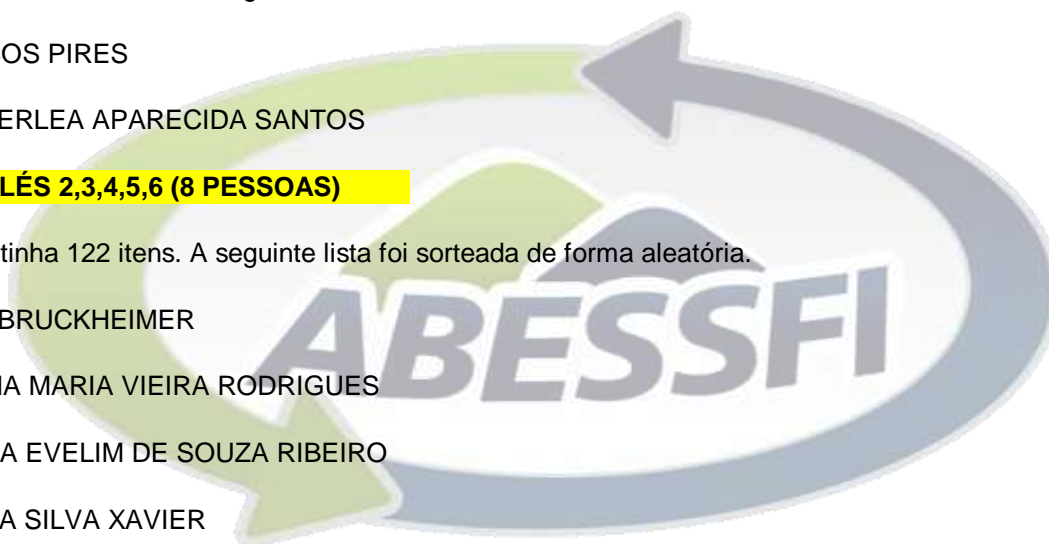 OS PIRES
ERLEA APARECIDA SANTOS
LÉS 2,3,4,5,6 (8 PESSOAS)
tinha 122 itens. A seguinte lista foi sorteada de forma aleatória.
BRUCKHEIMER
MARIA VIEIRA RODRIGUES
A EVELIM DE SOUZA RIBEIRO
A SILVA XAVIER
ABESSFI